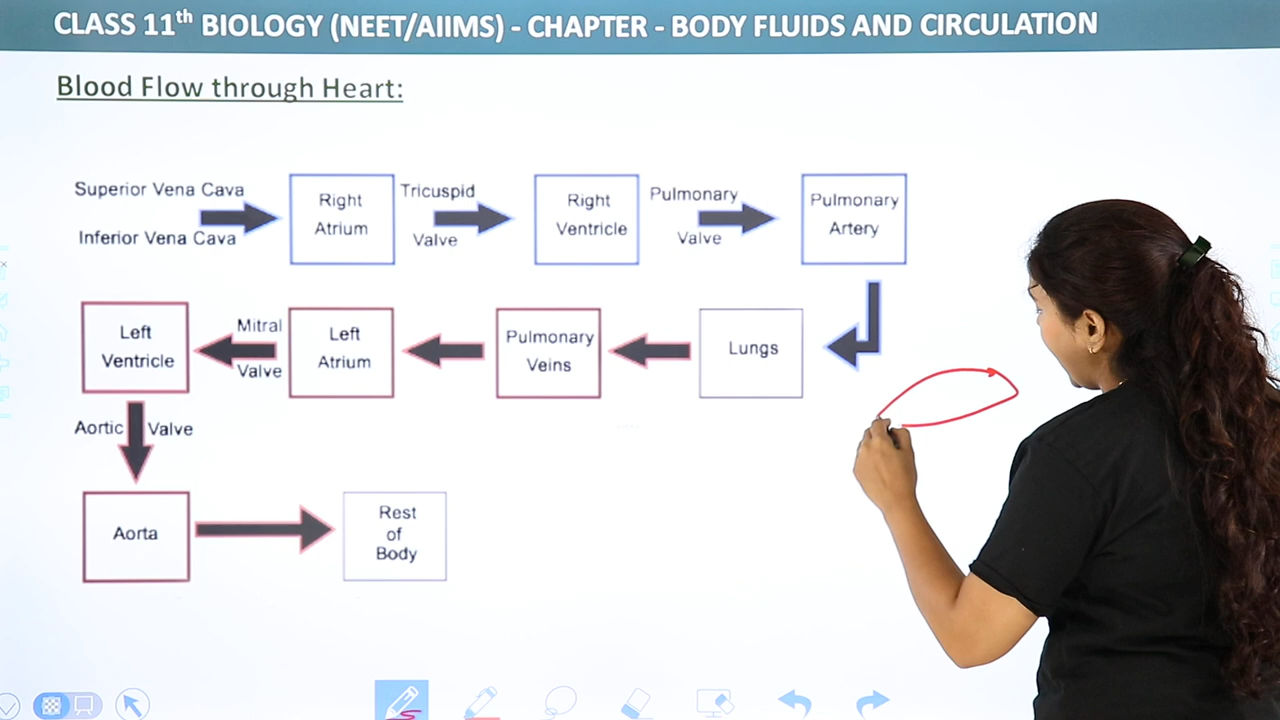 CLASS 11th BIOLOGY (NEET/AIIMS) - CHAPTER - BODY FLUIDS AND CIRCULATION
Blood Flow through Heart:
Superior Vena Cava
Inferior Vena Cava
Right
Atrium
Tricuspid
Valve
Right
Ventricle
Pulmonary
Valve
Pulmonary
Artery
Lungs
Pulmonary
Veins
Left
Atrium
Mitral
Valve
Left
Ventricle
Aortic Valve
Aorta
Rest
of
Body